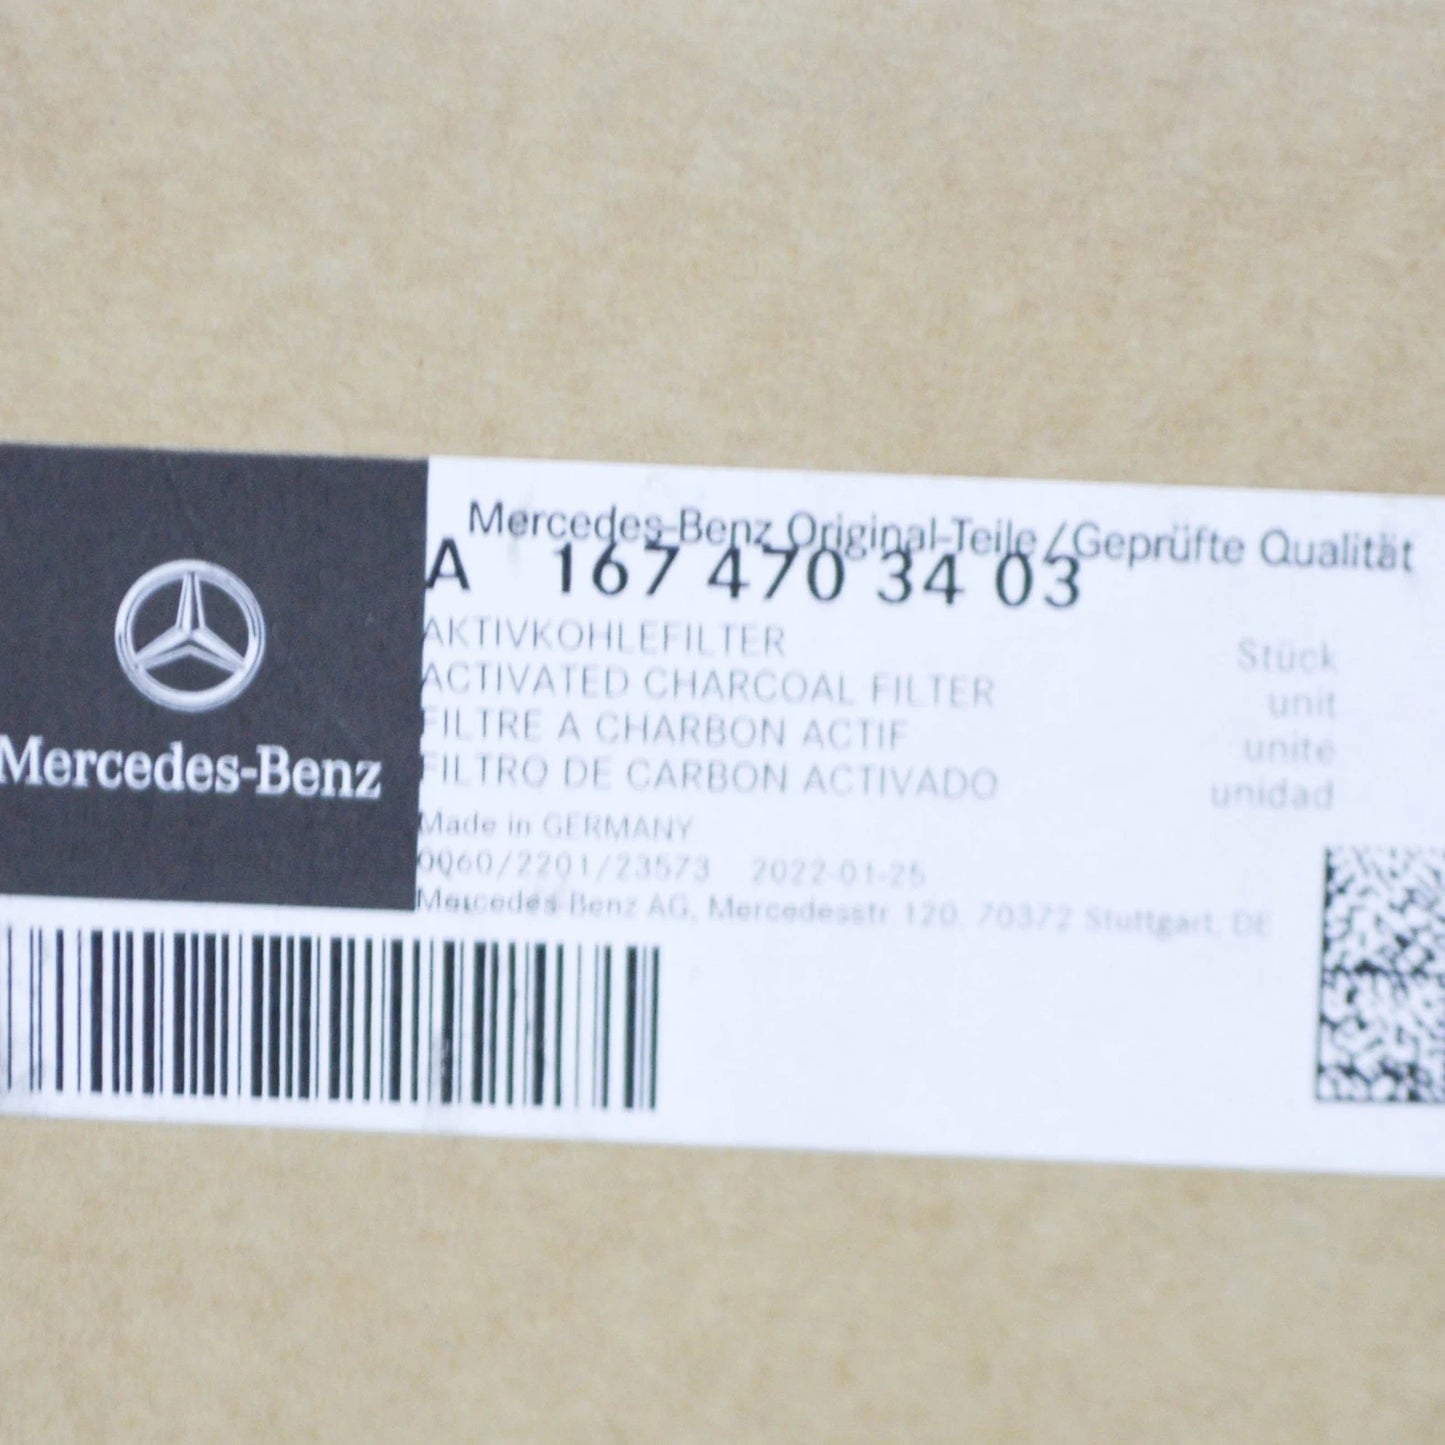 Mercedes-Benz
Mercedes-Benz Original-Teile/Geprüfte Qualität
A 167 470 34 03
AKTIVKOHLEFILTER Stück
ACTIVATED CHARCOAL FILTER unit
FILTRE A CHARBON ACTIF unité
FILTRO DE CARBON ACTIVADO unidad
Made in GERMANY
0060/2201/23573 2022-01-25
Mercedes-Benz AG, Mercedesstr. 120, 70372 Stuttgart, DE